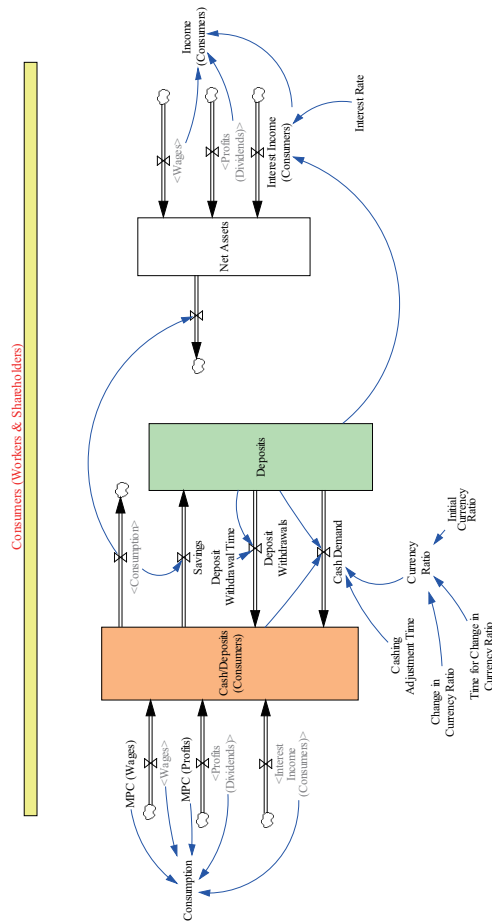 Consumers (Workers & Shareholders)
<Consumption>
Savings
Deposit
Withdrawal Time
Deposit
Withdrawals
Cash Demand
Cash/Deposits
(Consumers)
Deposits
MPC (Wages)
<Wages>
MPC (Profits)
<Profits
(Dividends)>
<Interest
Income
(Consumers)>
Consumption
Cashing
Adjustment Time
Currency
Ratio
Initial
Currency
Ratio
Change in
Currency Ratio
Time for Change in
Currency Ratio
Net Assets
<Wages>
<Profits
(Dividends)>
Interest Income
(Consumers)
Income
(Consumers)
Interest Rate